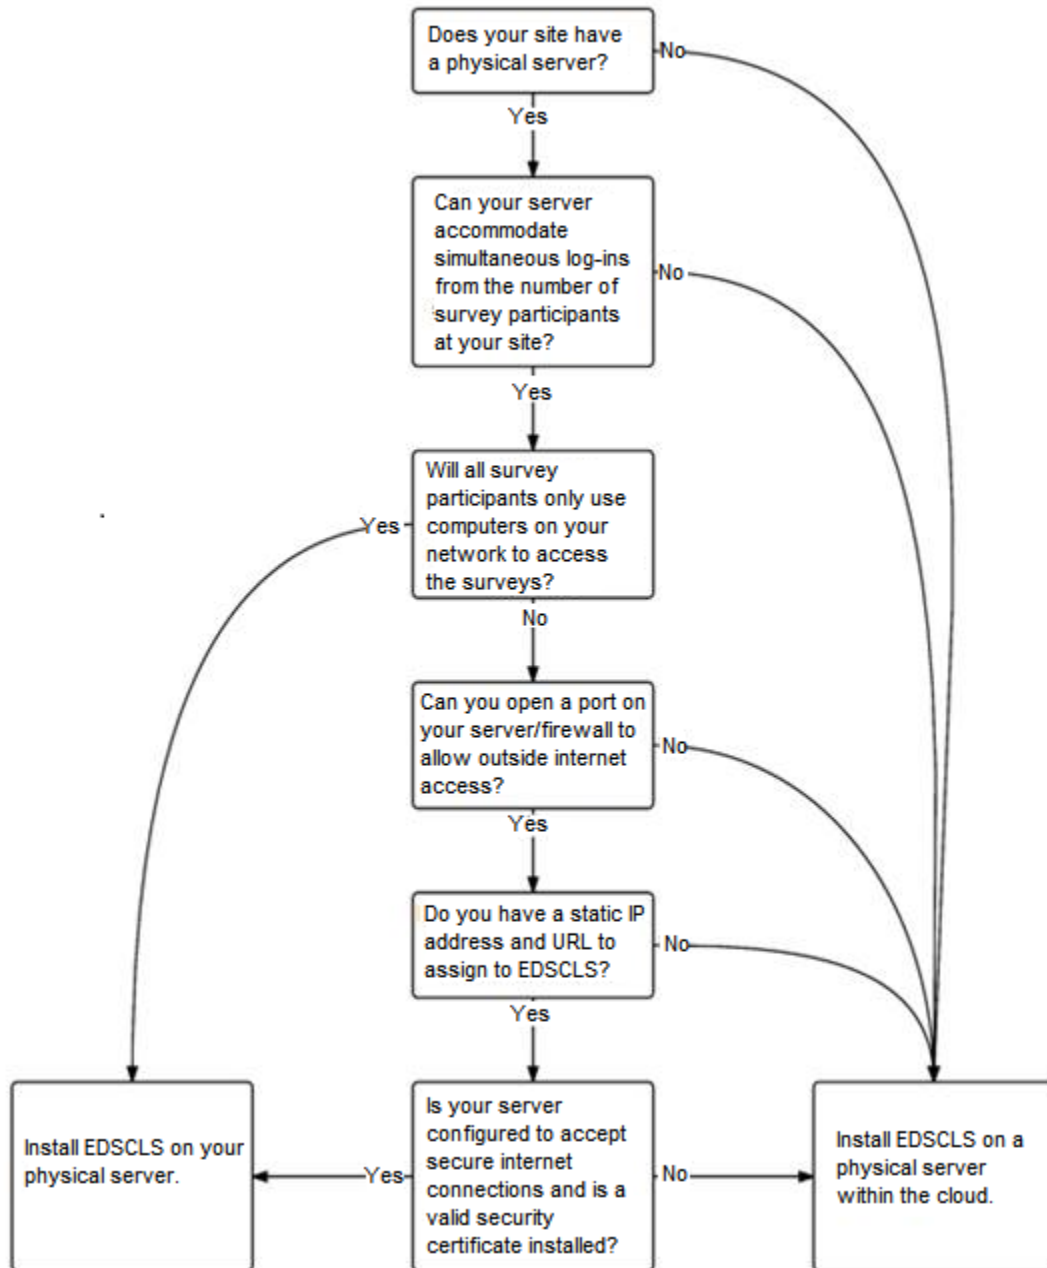 Does your site have
a physical server?
No
Yes
Can your server
accommodate
simultaneous log-ins
from the number of
survey participants
at your site?
No
Yes
Will all survey
participants only use
computers on your
network to access
the surveys?
Yes
No
Can you open a port on
your server/firewall to
allow outside internet
access?
No
Yes
Do you have a static IP
address and URL to
assign to EDSCLS?
No
Yes
Install EDSCLS on your
physical server.
Yes
Is your server
configured to accept
secure internet
connections and is a
valid security
certificate installed?
No
Install EDSCLS on a
physical server
within the cloud.